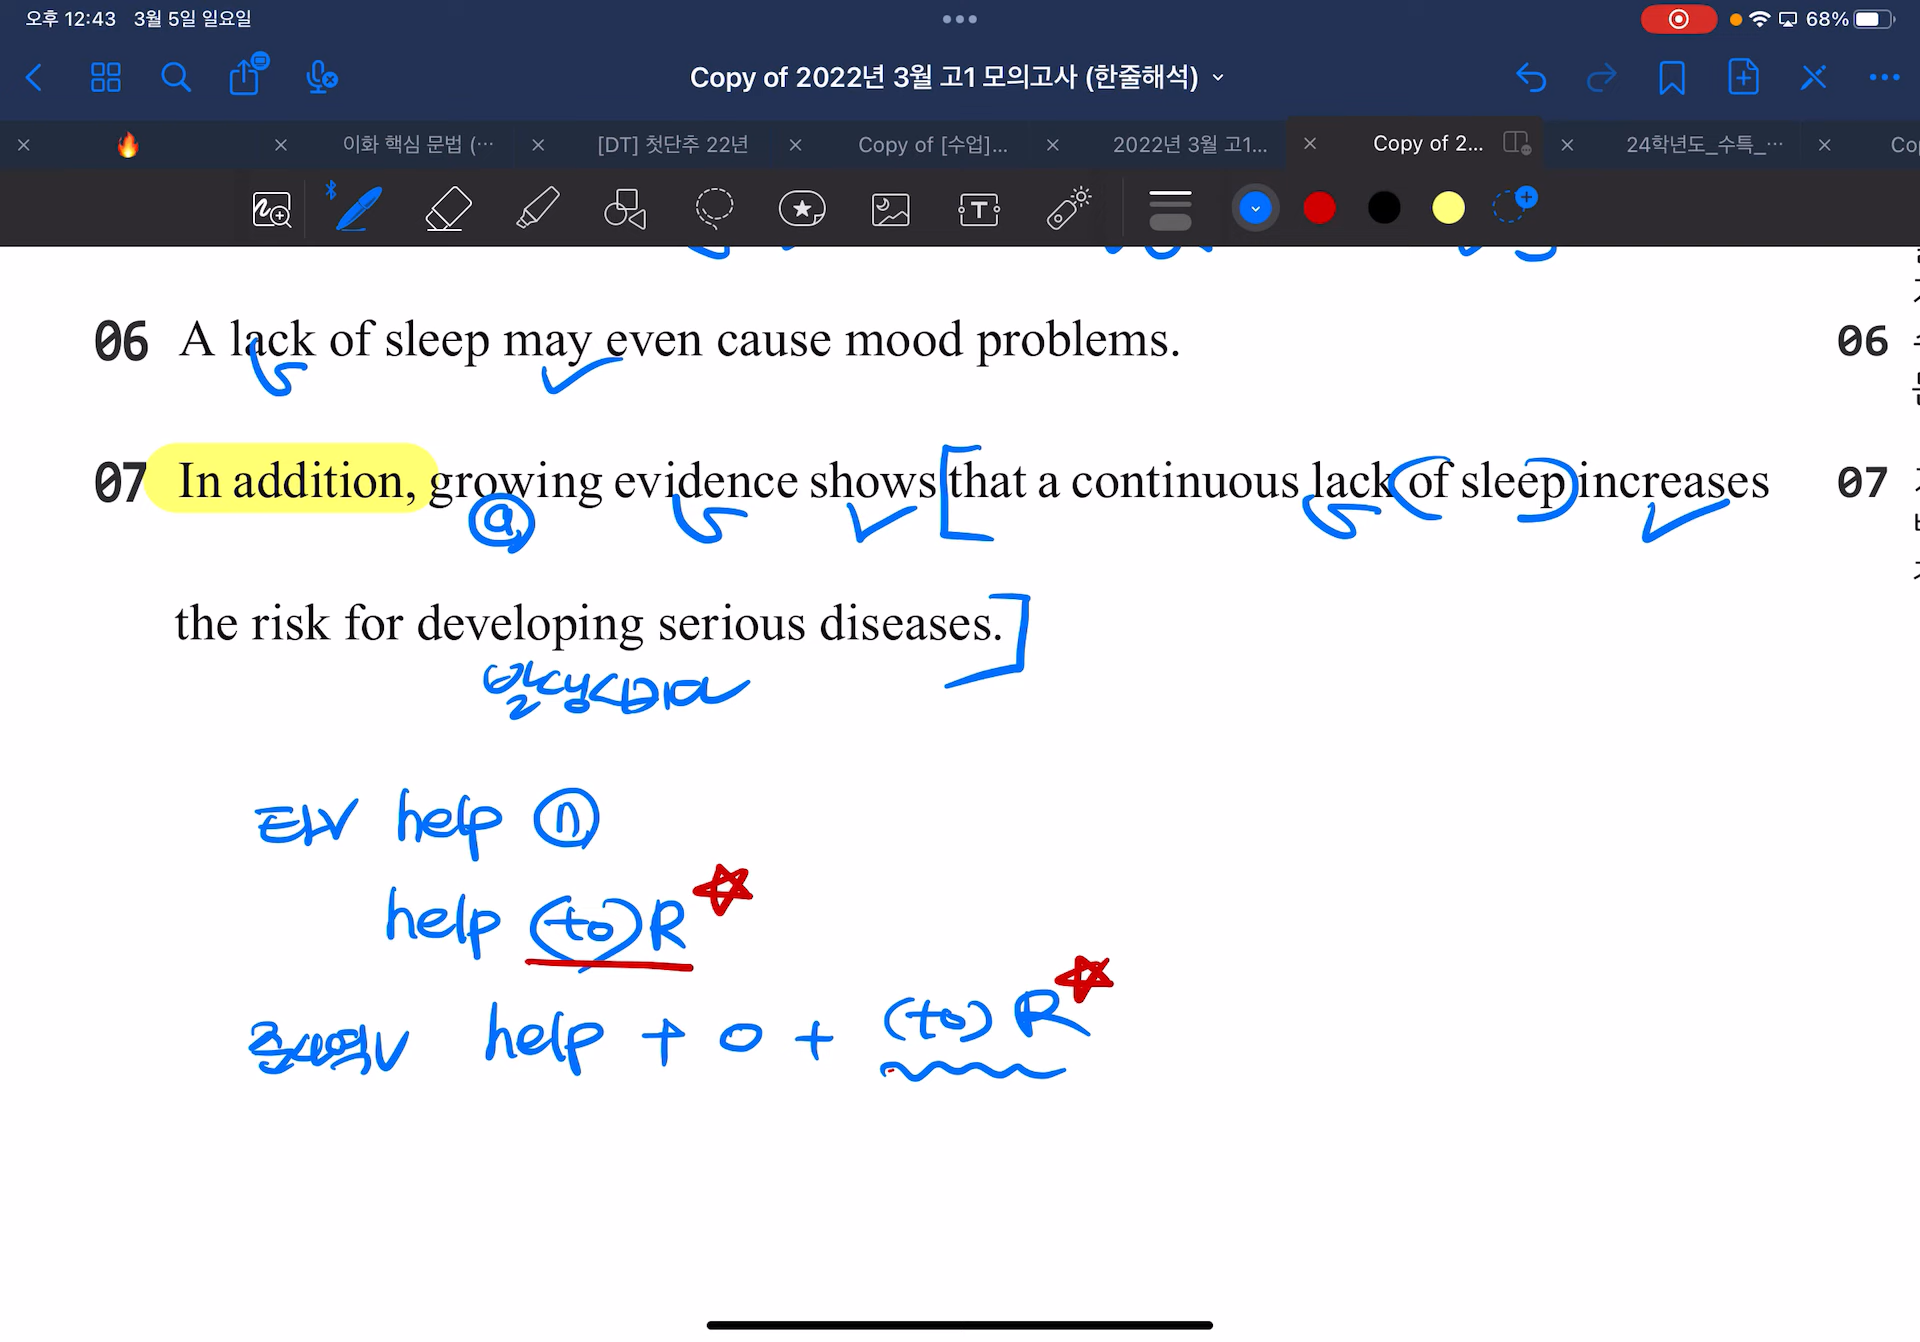 오후 12:43 3월 5일 일요일
68%
Copy of 2022년 3월 고1 모의고사 (한줄해석)
이화 핵심 문법 (… [DT] 첫단추 22년 Copy of [수업]... 2022년 3월 고1... Copy of 2... 24학년도_수특_… Co
06 A lack of sleep may even cause mood problems. 06
07 In addition, growing evidence shows [that a continuous lack (of sleep) increases 07
ⓐ
the risk for developing serious diseases.]
발생시키다
타V help ⓝ
help (to)R
준사역V help + O + (to) R